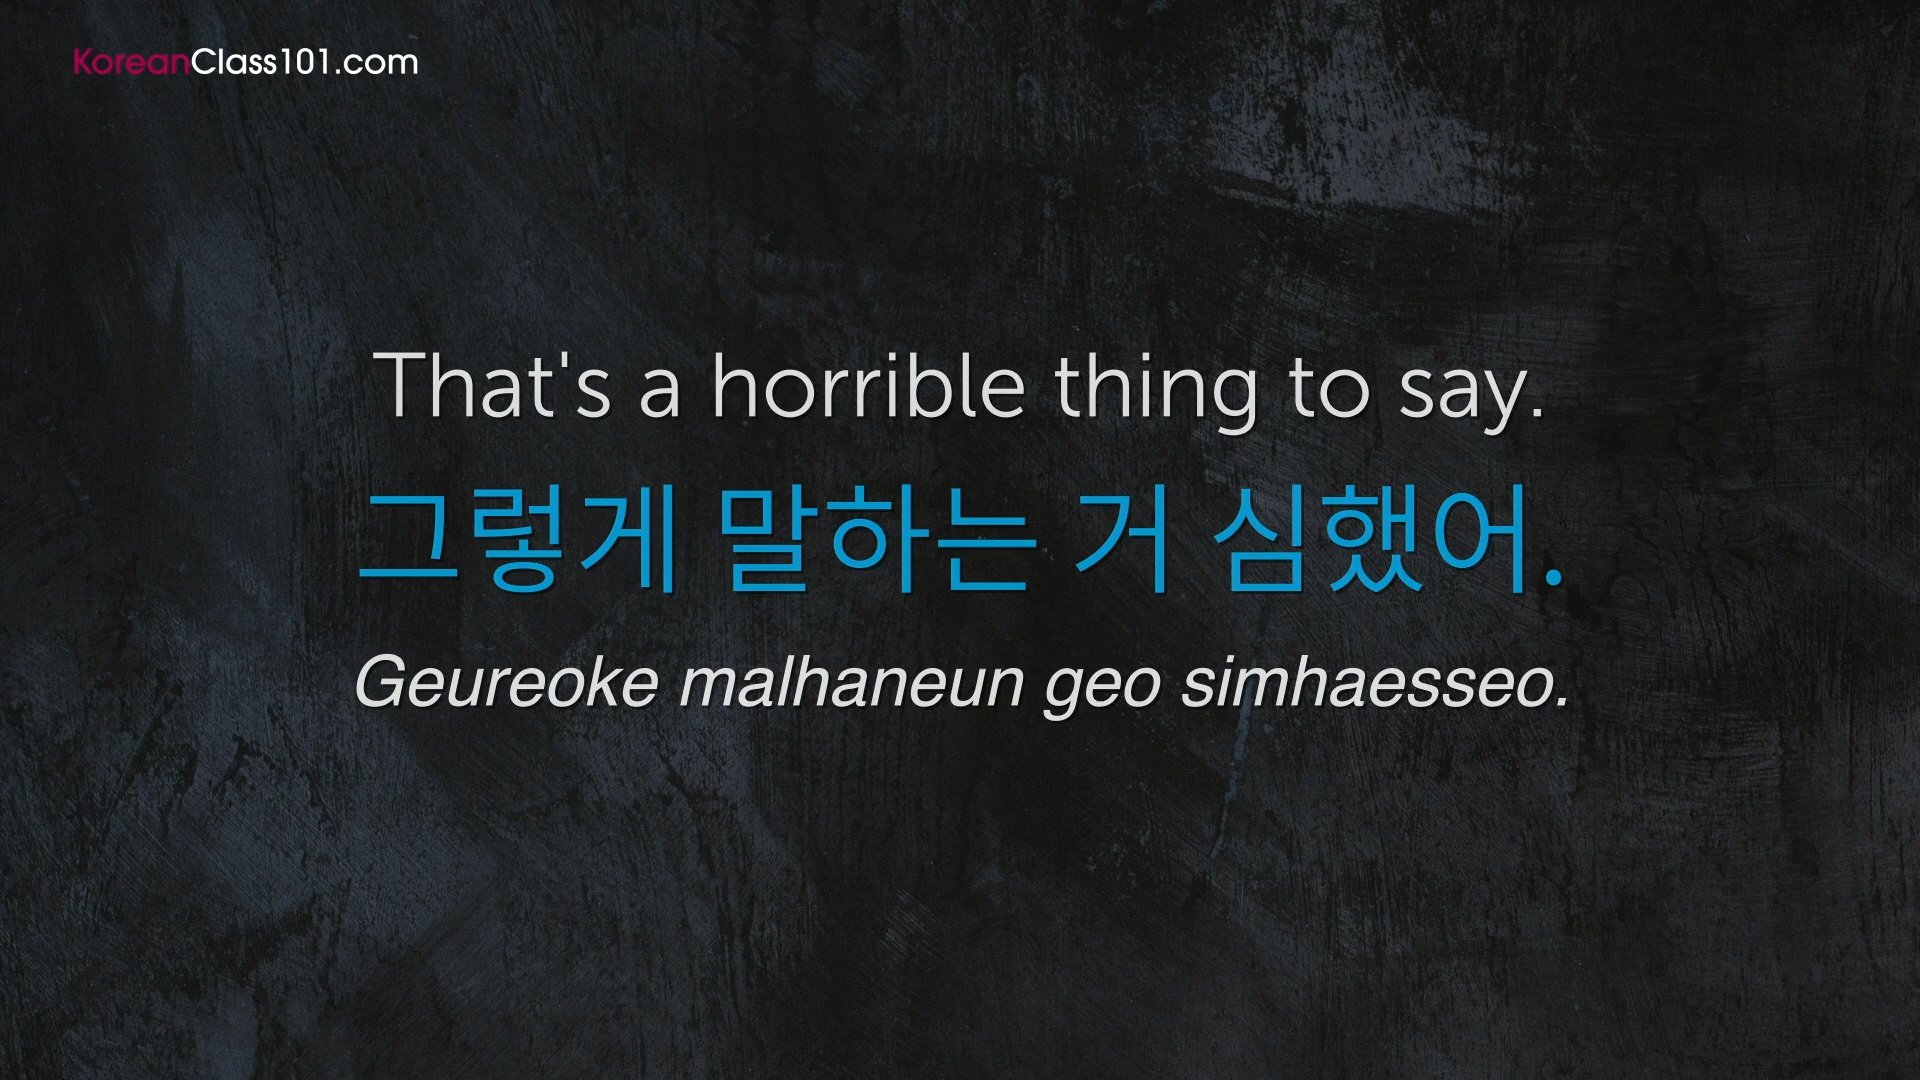 KoreanClass101.com
That's a horrible thing to say.
그렇게 말하는 거 심했어.
Geureoke malhaneun geo simhaesseo.